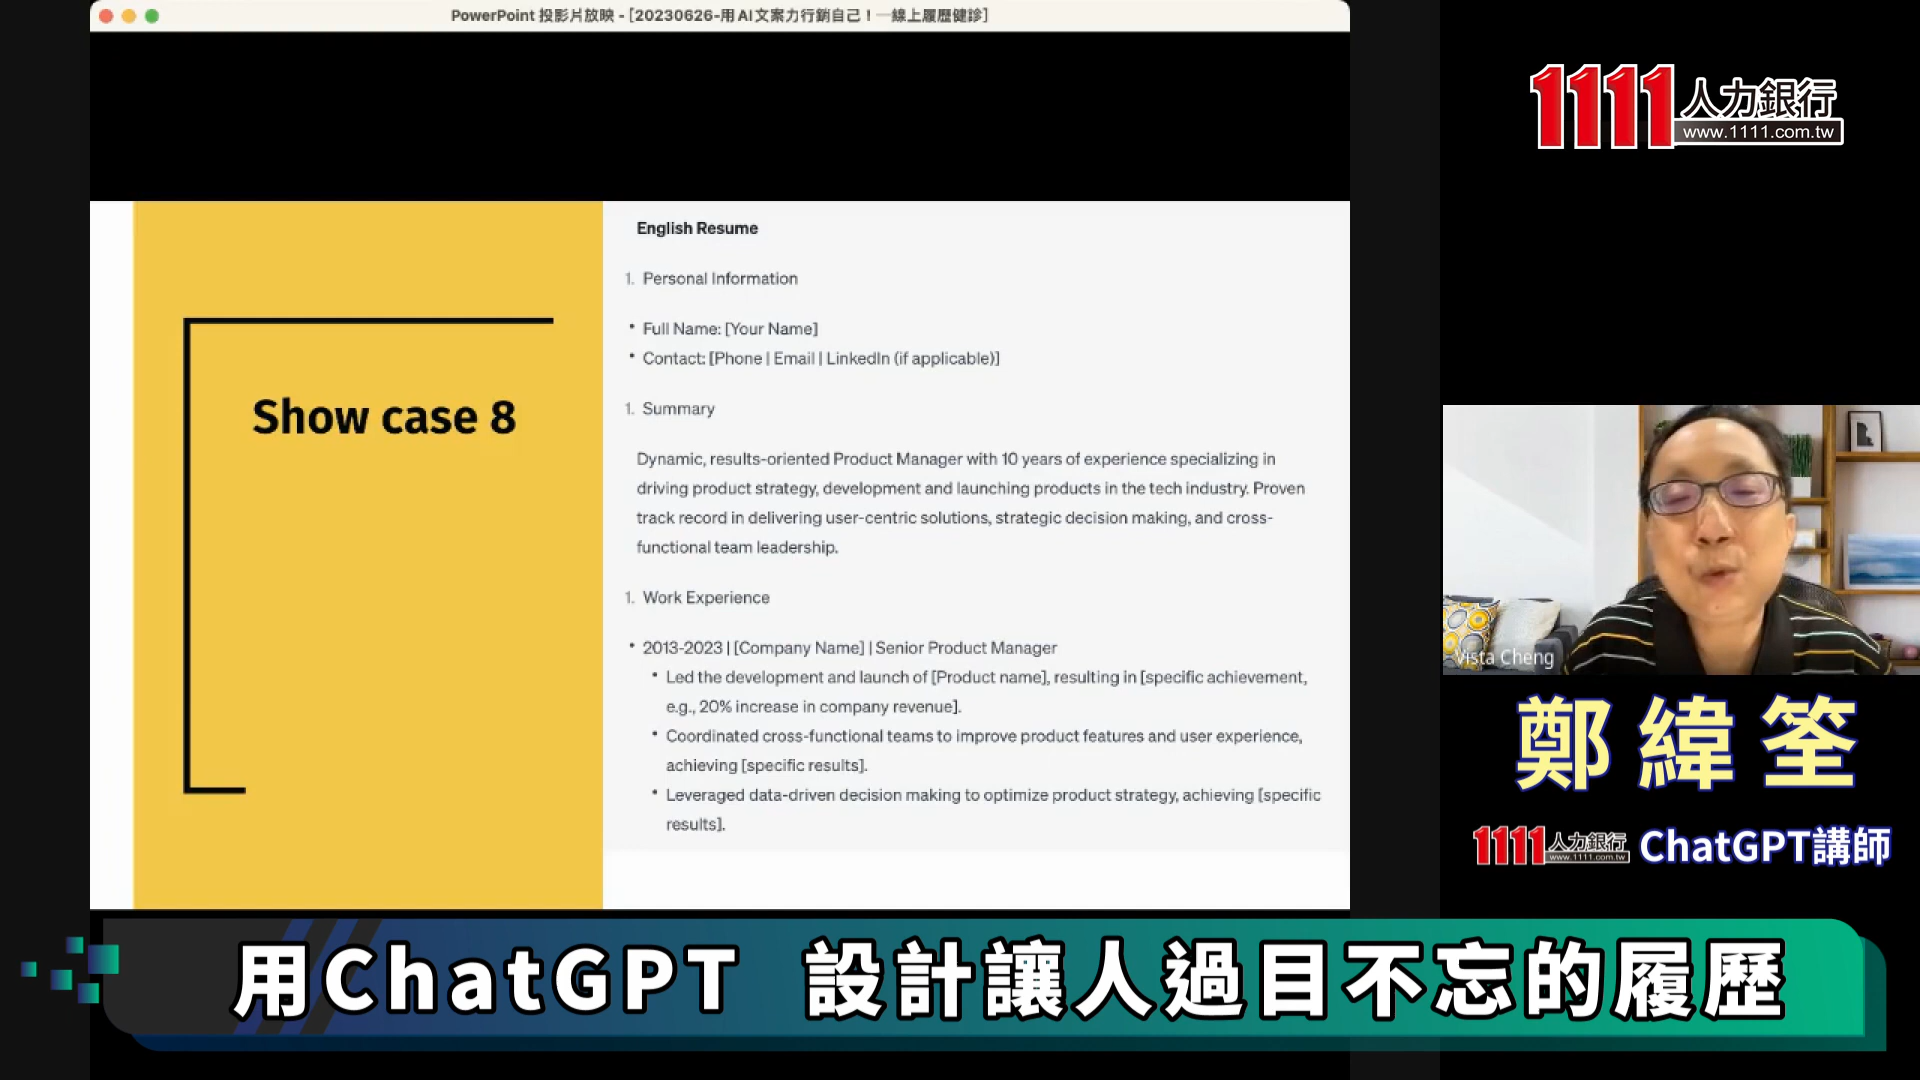 PowerPoint 投影片放映 - [20230626-用AI文案力行銷自己！─線上履歷健診]
1111人力銀行
www.1111.com.tw
Show case 8
English Resume
1. Personal Information
• Full Name: [Your Name]
• Contact: [Phone | Email | LinkedIn (if applicable)]
1. Summary
Dynamic, results-oriented Product Manager with 10 years of experience specializing in
driving product strategy, development and launching products in the tech industry. Proven
track record in delivering user-centric solutions, strategic decision making, and cross-
functional team leadership.
1. Work Experience
• 2013-2023 | [Company Name] | Senior Product Manager
• Led the development and launch of [Product name], resulting in [specific achievement,
e.g., 20% increase in company revenue].
• Coordinated cross-functional teams to improve product features and user experience,
achieving [specific results].
• Leveraged data-driven decision making to optimize product strategy, achieving [specific
results].
Vista Cheng
鄭緯筌
1111人力銀行 ChatGPT講師
www.1111.com.tw
用ChatGPT 設計讓人過目不忘的履歷